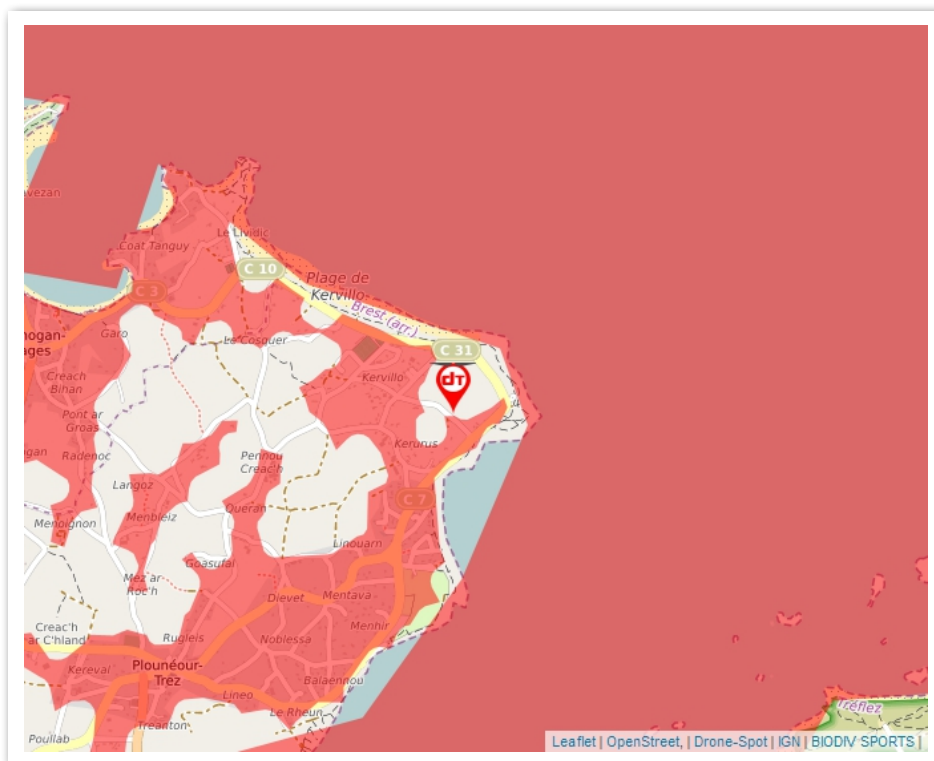 vezan
Le Lividic
Coat Tanguy
C 10
Plage de
Kervillo
C 3
Brest (arr.)
nogan-
ages
Garo
Le Cosquer
C 31
dT
Creach
Bihan
Kervillo
Pont ar
Groas
Kerurus
gan
Radenoc
Pennou
Creac'h
Langoz
C 7
Menbleiz
Queran
Menoignon
Linouarn
Goasufal
Mez ar
Roc'h
Dievet
Mentava
Creac'h
ar C'hland
Menhir
Rugleis
Noblessa
Kereval
Plounéour-
Trez
Balaennou
Lineo
Le Rheun
Treanton
Tréflez
Poullab
Leaflet | OpenStreet, | Drone-Spot | IGN | BIODIV SPORTS |